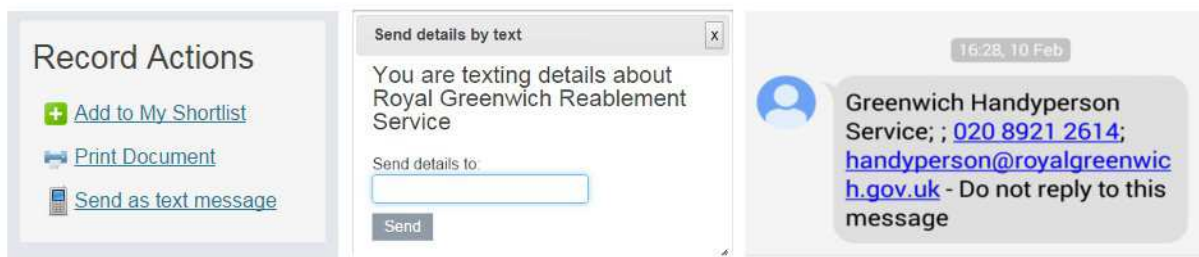 Record Actions
Add to My Shortlist
Print Document
Send as text message
Send details by text
x
You are texting details about
Royal Greenwich Reablement
Service
Send details to:
Send
16:28, 10 Feb
Greenwich Handyperson
Service; ; 020 8921 2614;
handyperson@royalgreenwic
h.gov.uk - Do not reply to this
message